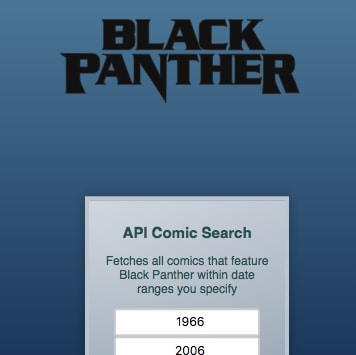 BLACK
PANTHER
API Comic Search
Fetches all comics that feature
Black Panther within date
ranges you specify
1966
2006